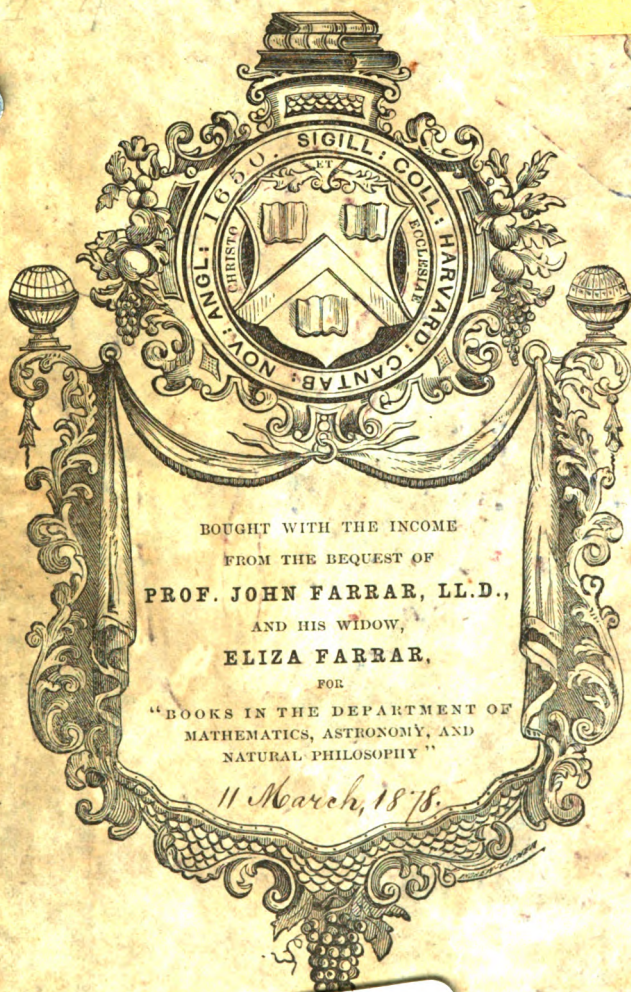 SIGILL: COLL: HARVARD: CANTAB: NOV: ANGL: 1650.
ET
CHRISTO
ECCLESIAE
BOUGHT WITH THE INCOME
FROM THE BEQUEST OF
PROF. JOHN FARRAR, LL.D.,
AND HIS WIDOW,
ELIZA FARRAR,
FOR
"BOOKS IN THE DEPARTMENT OF
MATHEMATICS, ASTRONOMY, AND
NATURAL PHILOSOPHY"
11 March, 1878.